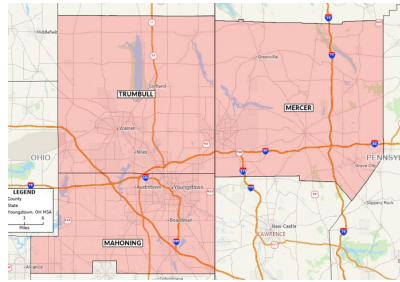 Middlefield
TRUMBULL
Cortland
Greenville
MERCER
Warren
Niles
OHIO
PENNSY
Grove City
LEGEND
County
State
Youngstown, OH MSA
Miles
Austintown
Youngstown
Boardman
Slippery Rock
New Castle
LAWRENCE
MAHONING
Alliance